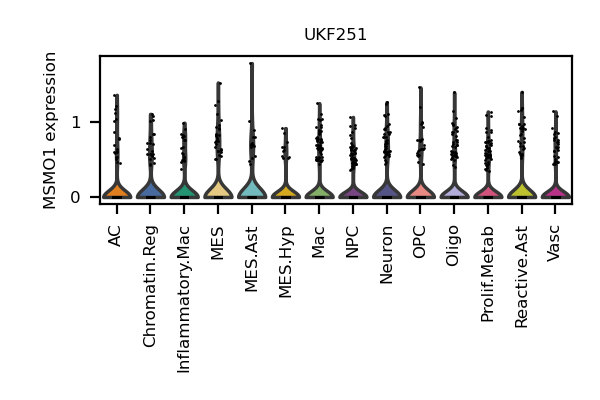 UKF251
MSMO1 expression
1
0
AC
Chromatin.Reg
Inflammatory.Mac
MES
MES.Ast
MES.Hyp
Mac
NPC
Neuron
OPC
Oligo
Prolif.Metab
Reactive.Ast
Vasc